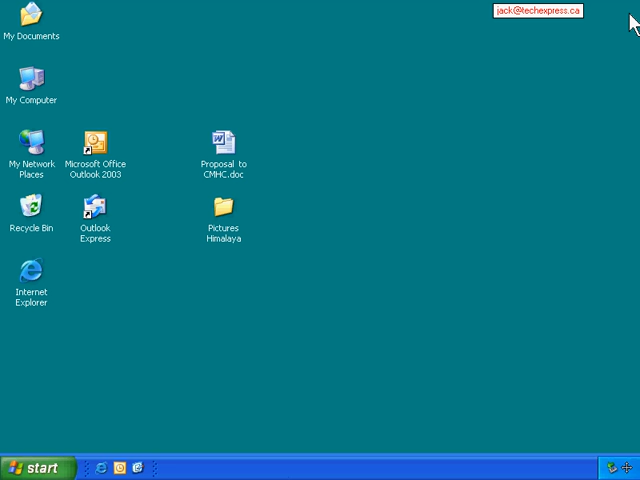 jack@techexpress.ca
My Documents
My Computer
My Network
Places
Microsoft Office
Outlook 2003
Proposal to
CMHC.doc
Recycle Bin
Outlook
Express
Pictures
Himalaya
Internet
Explorer
start